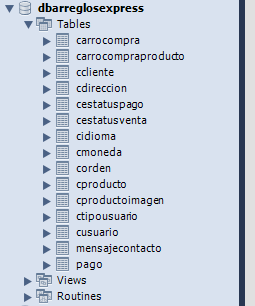 dbarreglosexpress
Tables
carrocompra
carrocompraproducto
ccliente
cdireccion
cestatuspago
cestatusventa
cidioma
cmoneda
corden
cproducto
cproductoimagen
ctipousuario
cusuario
mensajecontacto
pago
Views
Routines